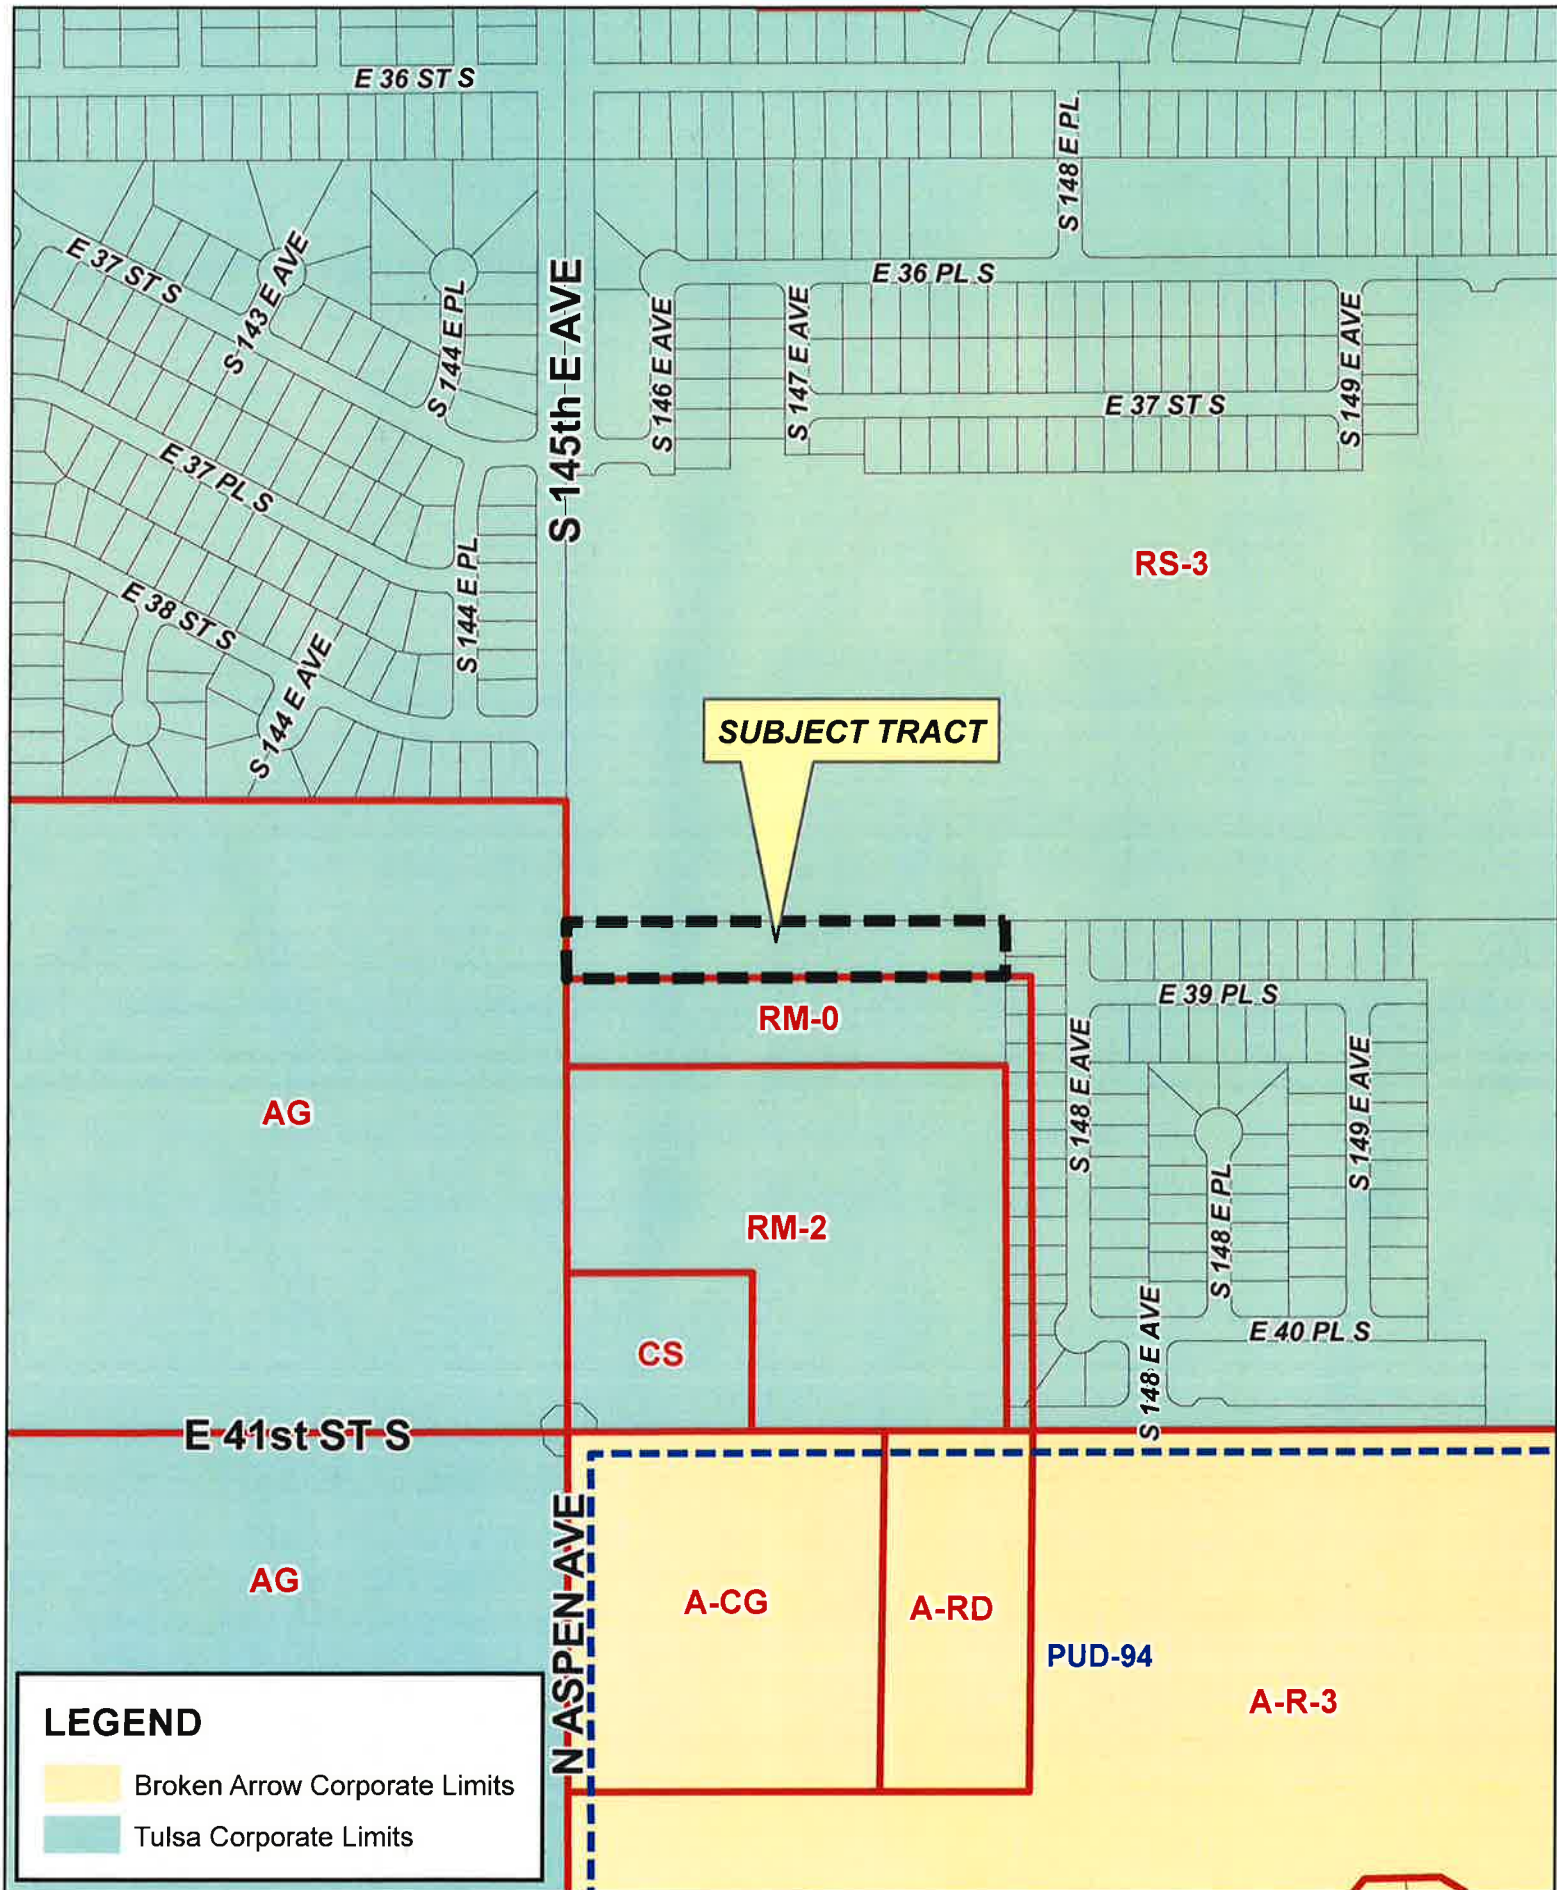 E 36 ST S
S 148 E PL
E 37 ST S
S 143 E AVE
S 144 E PL
S 145th E AVE
E 36 PL S
S 146 E AVE
S 147 E AVE
S 149 E AVE
E 37 ST S
E 37 PL S
RS-3
S 144 E PL
E 38 ST S
S 144 E AVE
SUBJECT TRACT
E 39 PL S
RM-0
S 148 E AVE
S 149 E AVE
AG
RM-2
S 148 E PL
S 148 E AVE
E 40 PL S
CS
E 41st ST S
N ASPEN AVE
AG
A-CG
A-RD
PUD-94
A-R-3
LEGEND
Broken Arrow Corporate Limits
Tulsa Corporate Limits